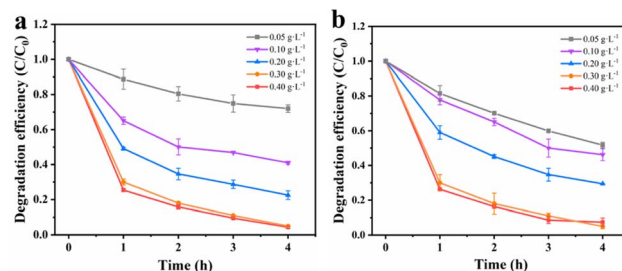 a
1.2
1.0
0.8
0.6
0.4
0.2
0.0
Degradation efficiency (C/C₀)
0.05 g·L⁻¹
0.10 g·L⁻¹
0.20 g·L⁻¹
0.30 g·L⁻¹
0.40 g·L⁻¹
0 1 2 3 4
Time (h)
b
1.2
1.0
0.8
0.6
0.4
0.2
0.0
Degradation efficiency (C/C₀)
0.05 g·L⁻¹
0.10 g·L⁻¹
0.20 g·L⁻¹
0.30 g·L⁻¹
0.40 g·L⁻¹
0 1 2 3 4
Time (h)